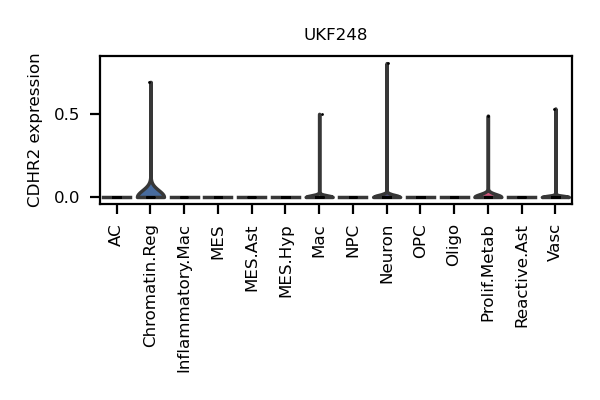 UKF248
CDHR2 expression
0.5
0.0
AC
Chromatin.Reg
Inflammatory.Mac
MES
MES.Ast
MES.Hyp
Mac
NPC
Neuron
OPC
Oligo
Prolif.Metab
Reactive.Ast
Vasc